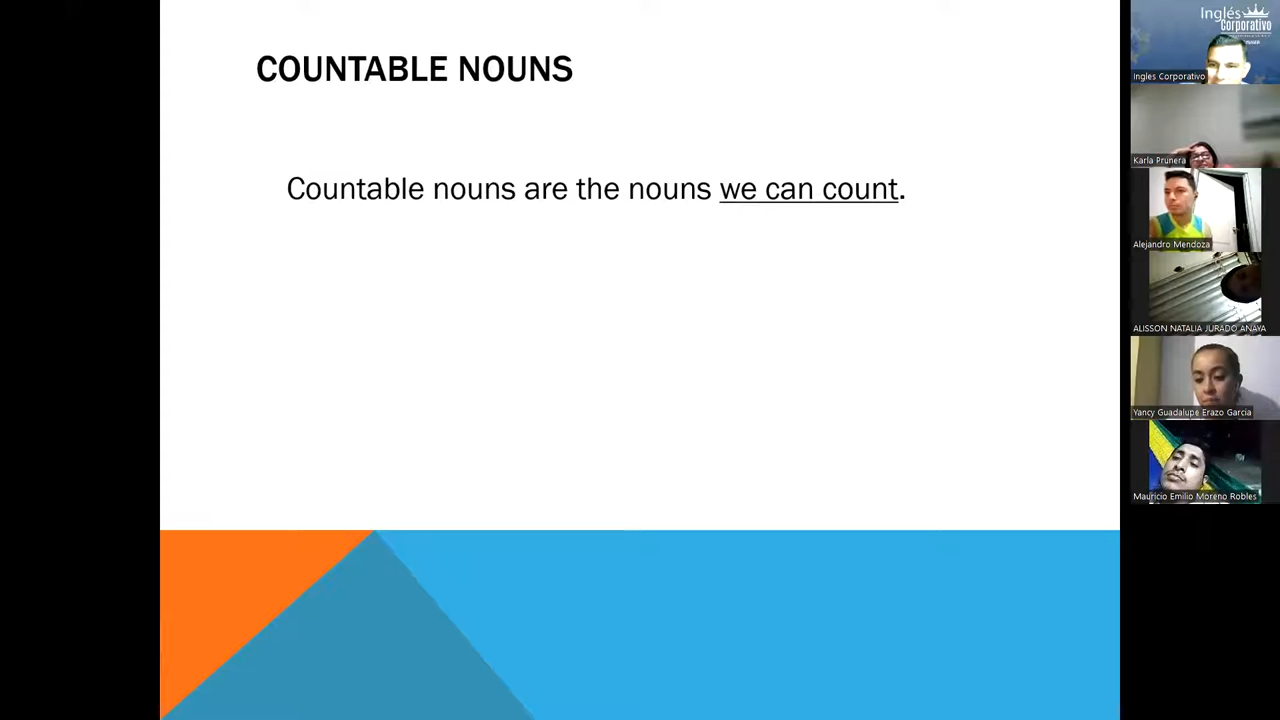 COUNTABLE NOUNS
Countable nouns are the nouns we can count.
Inglés
Corporativo
Ingles Corporativo
Karla Prunera
Alejandro Mendoza
ALISSON NATALIA JURADO ANAYA
Yancy Guadalupe Erazo Garcia
Mauricio Emilio Moreno Robles